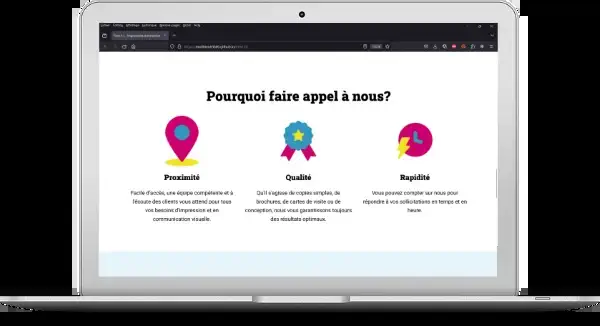 Pourquoi faire appel à nous?
Proximité
Facile d'accès, une équipe compétente et à
l'écoute des clients vous attend pour tous
vos besoins d'impression et en
communication visuelle.
Qualité
Qu'il s'agisse de copies simples, de
brochures, de cartes de visite ou de
conception, nous vous garantissons toujours
des résultats optimaux.
Rapidité
Vous pouvez compter sur nous pour
répondre à vos sollicitations en temps et en
heure.